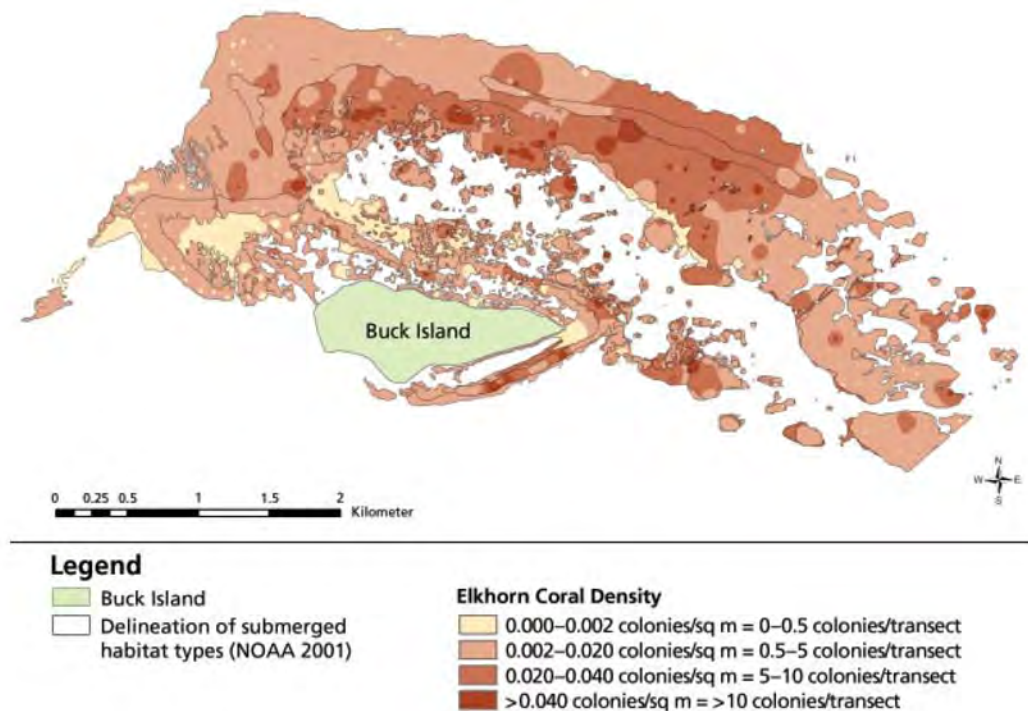 Buck Island
N
W E
S
0 0.25 0.5 1 1.5 2
Kilometer
Legend
Buck Island
Delineation of submerged
habitat types (NOAA 2001)
Elkhorn Coral Density
0.000–0.002 colonies/sq m = 0–0.5 colonies/transect
0.002–0.020 colonies/sq m = 0.5–5 colonies/transect
0.020–0.040 colonies/sq m = 5–10 colonies/transect
>0.040 colonies/sq m = >10 colonies/transect